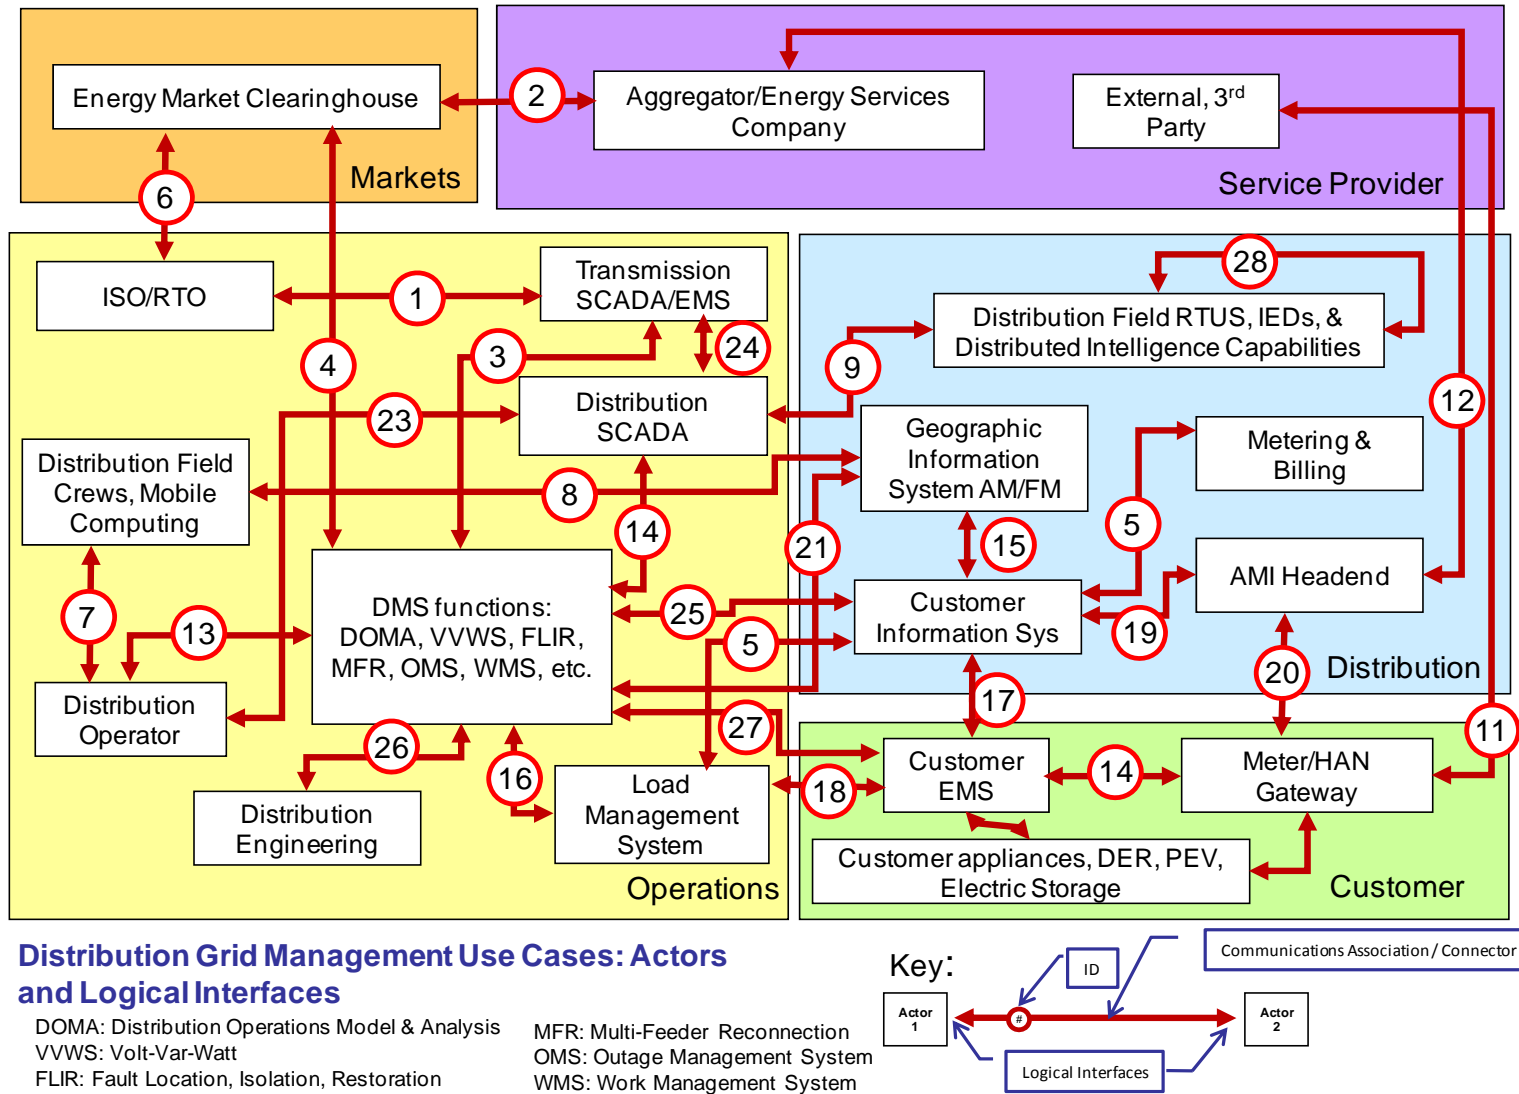 Energy Market Clearinghouse
Markets
2
Aggregator/Energy Services
Company
External, 3rd
Party
Service Provider
6
ISO/RTO
1
Transmission
SCADA/EMS
4
3
24
Distribution
SCADA
23
Distribution Field
Crews, Mobile
Computing
8
14
7
13
DMS functions:
DOMA, VVWS, FLIR,
MFR, OMS, WMS, etc.
25
5
21
Distribution
Operator
26
16
27
Distribution
Engineering
Load
Management
System
18
Operations
28
Distribution Field RTUS, IEDs, &
Distributed Intelligence Capabilities
9
12
Geographic
Information
System AM/FM
Metering &
Billing
5
15
AMI Headend
Customer
Information Sys
19
20
Distribution
17
11
Customer
EMS
14
Meter/HAN
Gateway
Customer appliances, DER, PEV,
Electric Storage
Customer
Distribution Grid Management Use Cases: Actors
and Logical Interfaces
DOMA: Distribution Operations Model & Analysis
VVWS: Volt-Var-Watt
FLIR: Fault Location, Isolation, Restoration
MFR: Multi-Feeder Reconnection
OMS: Outage Management System
WMS: Work Management System
Key:
ID
Communications Association / Connector
Actor
1
#
Actor
2
Logical Interfaces